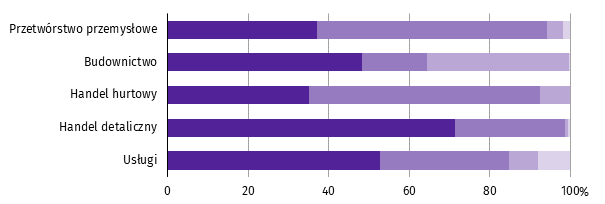 Przetwórstwo przemysłowe
Budownictwo
Handel hurtowy
Handel detaliczny
Usługi
0 20 40 60 80 100%